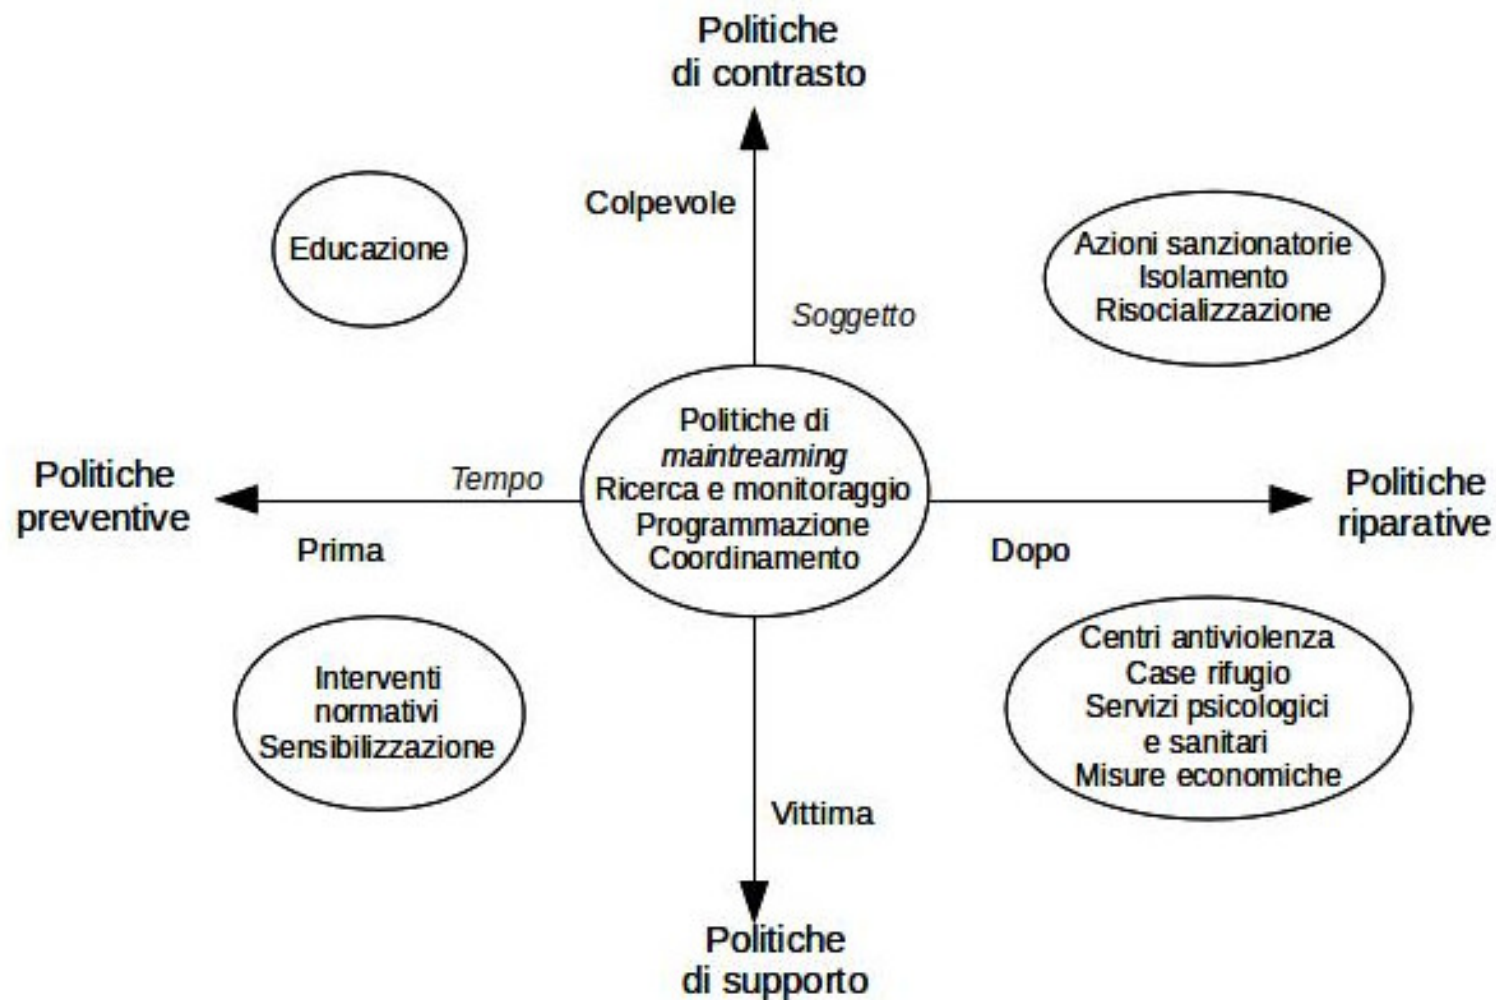 Politiche
di contrasto
Colpevole
Educazione
Azioni sanzionatorie
Isolamento
Risocializzazione
Soggetto
Politiche di
maintreaming
Ricerca e monitoraggio
Programmazione
Coordinamento
Politiche
preventive
Tempo
Prima
Dopo
Politiche
riparative
Interventi
normativi
Sensibilizzazione
Centri antiviolenza
Case rifugio
Servizi psicologici
e sanitari
Misure economiche
Vittima
Politiche
di supporto